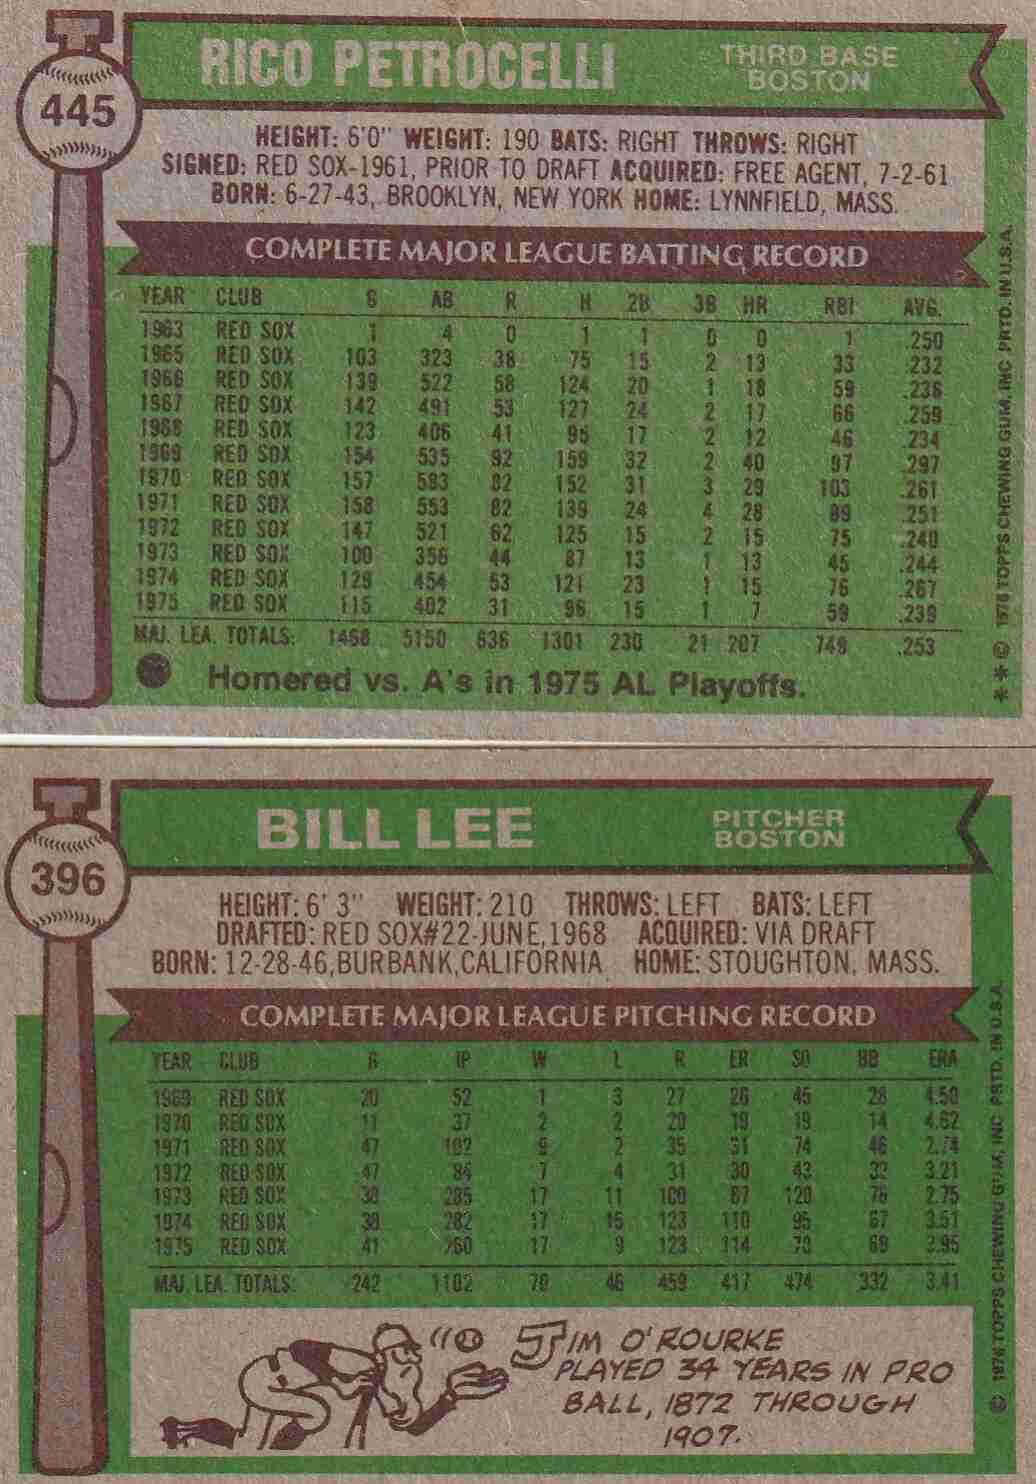 445
RICO PETROCELLI
THIRD BASE
BOSTON
HEIGHT: 6'0" WEIGHT: 190 BATS: RIGHT THROWS: RIGHT
SIGNED: RED SOX-1961, PRIOR TO DRAFT ACQUIRED: FREE AGENT, 7-2-61
BORN: 6-27-43, BROOKLYN, NEW YORK HOME: LYNNFIELD, MASS.
COMPLETE MAJOR LEAGUE BATTING RECORD
YEAR CLUB G AB R H 2B 3B HR RBI AVG.
1963 RED SOX 1 4 0 1 1 0 0 1 .250
1965 RED SOX 103 323 38 75 15 2 13 33 .232
1966 RED SOX 139 522 58 124 20 1 18 59 .238
1967 RED SOX 142 491 53 127 24 2 17 66 .259
1968 RED SOX 123 406 41 95 17 2 12 46 .234
1969 RED SOX 154 535 92 159 32 2 40 97 .297
1970 RED SOX 157 583 82 152 31 3 29 103 .261
1971 RED SOX 158 553 82 139 24 4 28 89 .251
1972 RED SOX 147 521 62 125 15 2 15 75 .240
1973 RED SOX 100 356 44 87 13 1 13 45 .244
1974 RED SOX 129 454 53 121 23 1 15 76 .267
1975 RED SOX 115 402 31 96 15 1 7 59 .239
MAJ. LEA. TOTALS: 1468 5150 636 1301 230 21 207 749 .253
Homered vs. A's in 1975 AL Playoffs.
* * © 1976 TOPPS CHEWING GUM, INC PRTD. IN U.S.A.
396
BILL LEE
PITCHER
BOSTON
HEIGHT: 6' 3" WEIGHT: 210 THROWS: LEFT BATS: LEFT
DRAFTED: RED SOX#22-JUNE,1968 ACQUIRED: VIA DRAFT
BORN: 12-28-46, BURBANK,CALIFORNIA HOME: STOUGHTON, MASS.
COMPLETE MAJOR LEAGUE PITCHING RECORD
YEAR CLUB G IP W L R ER SO BB ERA
1969 RED SOX 20 52 1 3 27 26 45 28 4.50
1970 RED SOX 11 37 2 2 20 19 19 14 4.62
1971 RED SOX 47 102 9 2 35 31 74 46 2.74
1972 RED SOX 47 84 7 4 31 30 43 32 3.21
1973 RED SOX 38 285 17 11 100 87 120 76 2.75
1974 RED SOX 38 282 17 15 123 110 95 67 3.51
1975 RED SOX 41 260 17 9 123 114 78 69 3.95
MAJ. LEA. TOTALS: 242 1102 70 46 459 417 474 332 3.41
JIM O'ROURKE
PLAYED 34 YEARS IN PRO
BALL, 1872 THROUGH
1907.
© 1976 TOPPS CHEWING GUM, INC PRTD. IN U.S.A.